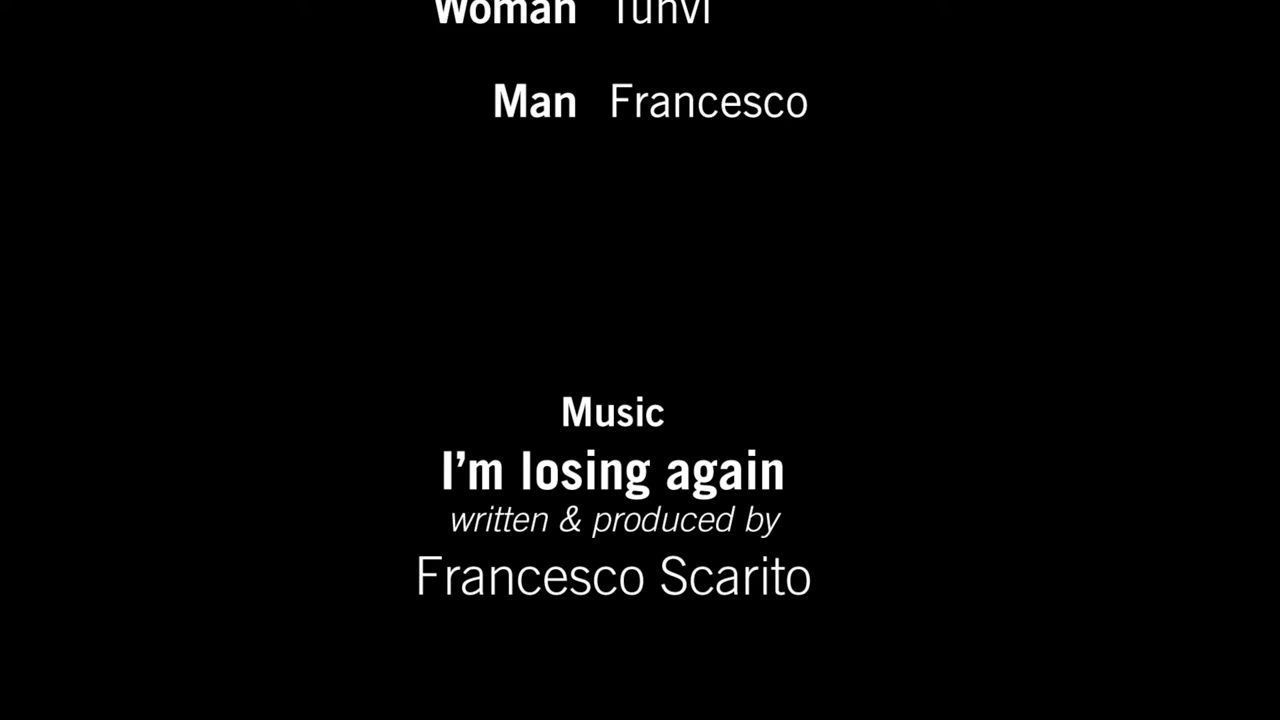 Woman
Man Francesco
Music
I'm losing again
written & produced by
Francesco Scarito